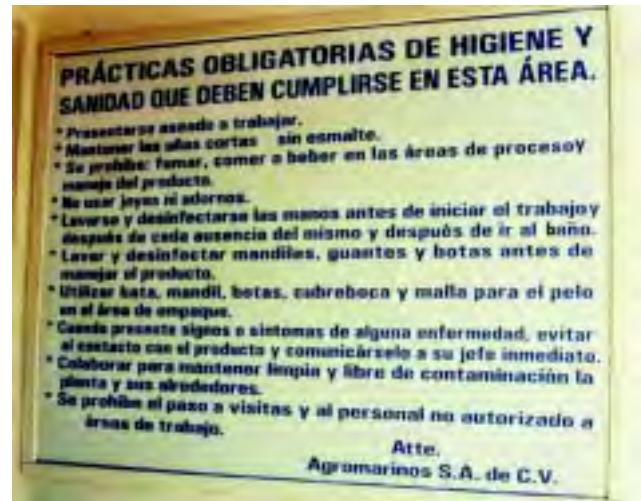 PRÁCTICAS OBLIGATORIAS DE HIGIENE Y
SANIDAD QUE DEBEN CUMPLIRSE EN ESTA ÁREA.
* Presentarse aseado a trabajar.
* Mantener las uñas cortas sin esmalte.
* Se prohibe: fumar, comer o beber en las áreas de proceso y
manejo del producto.
* No usar joyas ni adornos.
* Lavarse y desinfectarse las manos antes de iniciar el trabajo y
después de cada ausencia del mismo y después de ir al baño.
* Lavar y desinfectar mandiles, guantes y botas antes de
manejar el producto.
* Utilizar bata, mandil, botas, cubreboca y malla para el pelo
en el área de empaque.
* Cuando presente signos o síntomas de alguna enfermedad, evitar
el contacto con el producto y comunicárselo a su jefe inmediato.
* Colaborar para mantener limpia y libre de contaminación la
planta y sus alrededores.
* Se prohibe el paso a visitas y al personal no autorizado a
áreas de trabajo.
Atte.
Agromarinos S.A. de C.V.